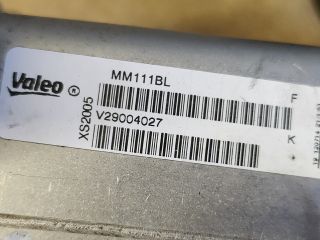 Valeo ®
MM111BL
XS2005
V29004027
F
K